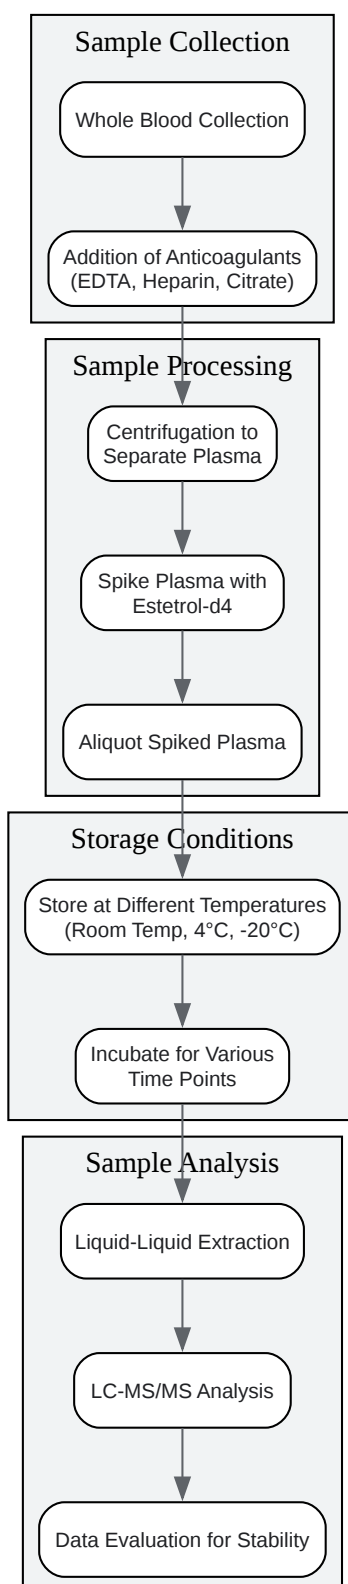 Sample Collection
Whole Blood Collection
Addition of Anticoagulants
(EDTA, Heparin, Citrate)
Sample Processing
Centrifugation to
Separate Plasma
Spike Plasma with
Estetrol-d4
Aliquot Spiked Plasma
Storage Conditions
Store at Different Temperatures
(Room Temp, 4°C, -20°C)
Incubate for Various
Time Points
Sample Analysis
Liquid-Liquid Extraction
LC-MS/MS Analysis
Data Evaluation for Stability